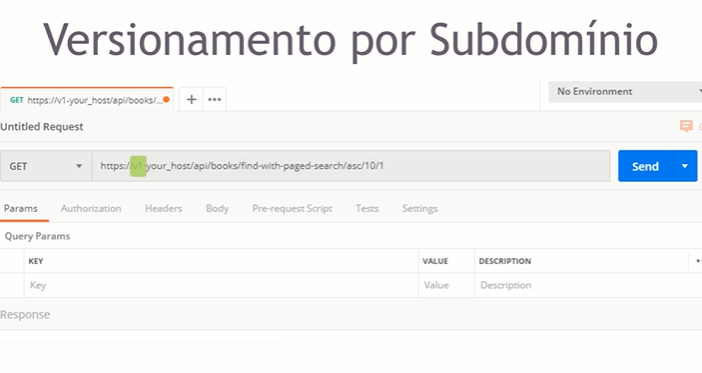 Versionamento por Subdomínio
GET https://v1-your_host/api/books/... + ••• No Environment
Untitled Request
GET https://v1-your_host/api/books/find-with-paged-search/asc/10/1 Send
Params Authorization Headers Body Pre-request Script Tests Settings
Query Params
KEY VALUE DESCRIPTION
Key Value Description
Response